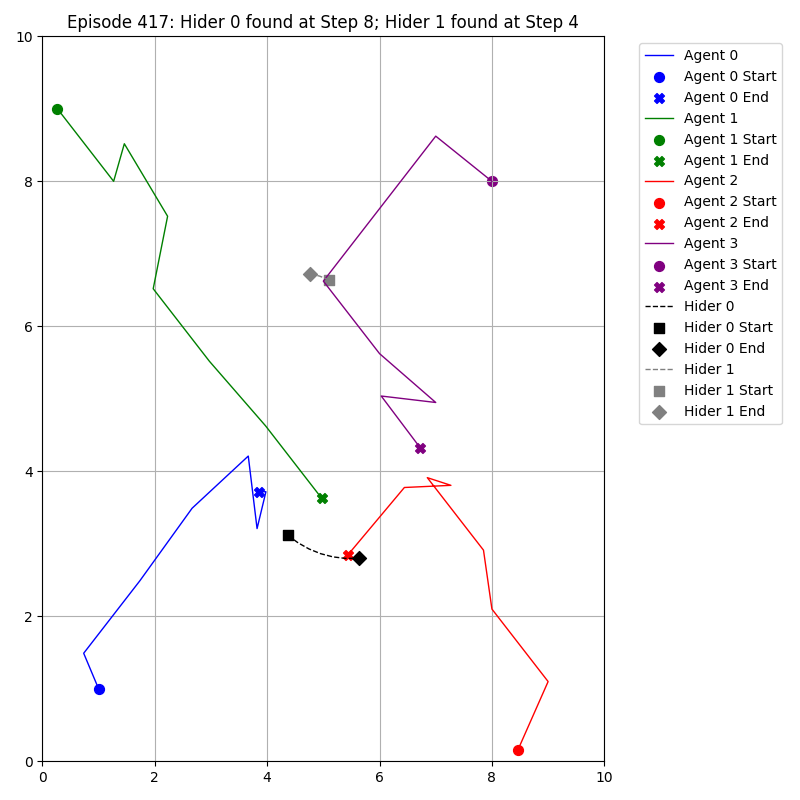 Episode 417: Hider 0 found at Step 8; Hider 1 found at Step 4
10
8
6
4
2
0
0 2 4 6 8 10
Agent 0
Agent 0 Start
Agent 0 End
Agent 1
Agent 1 Start
Agent 1 End
Agent 2
Agent 2 Start
Agent 2 End
Agent 3
Agent 3 Start
Agent 3 End
Hider 0
Hider 0 Start
Hider 0 End
Hider 1
Hider 1 Start
Hider 1 End